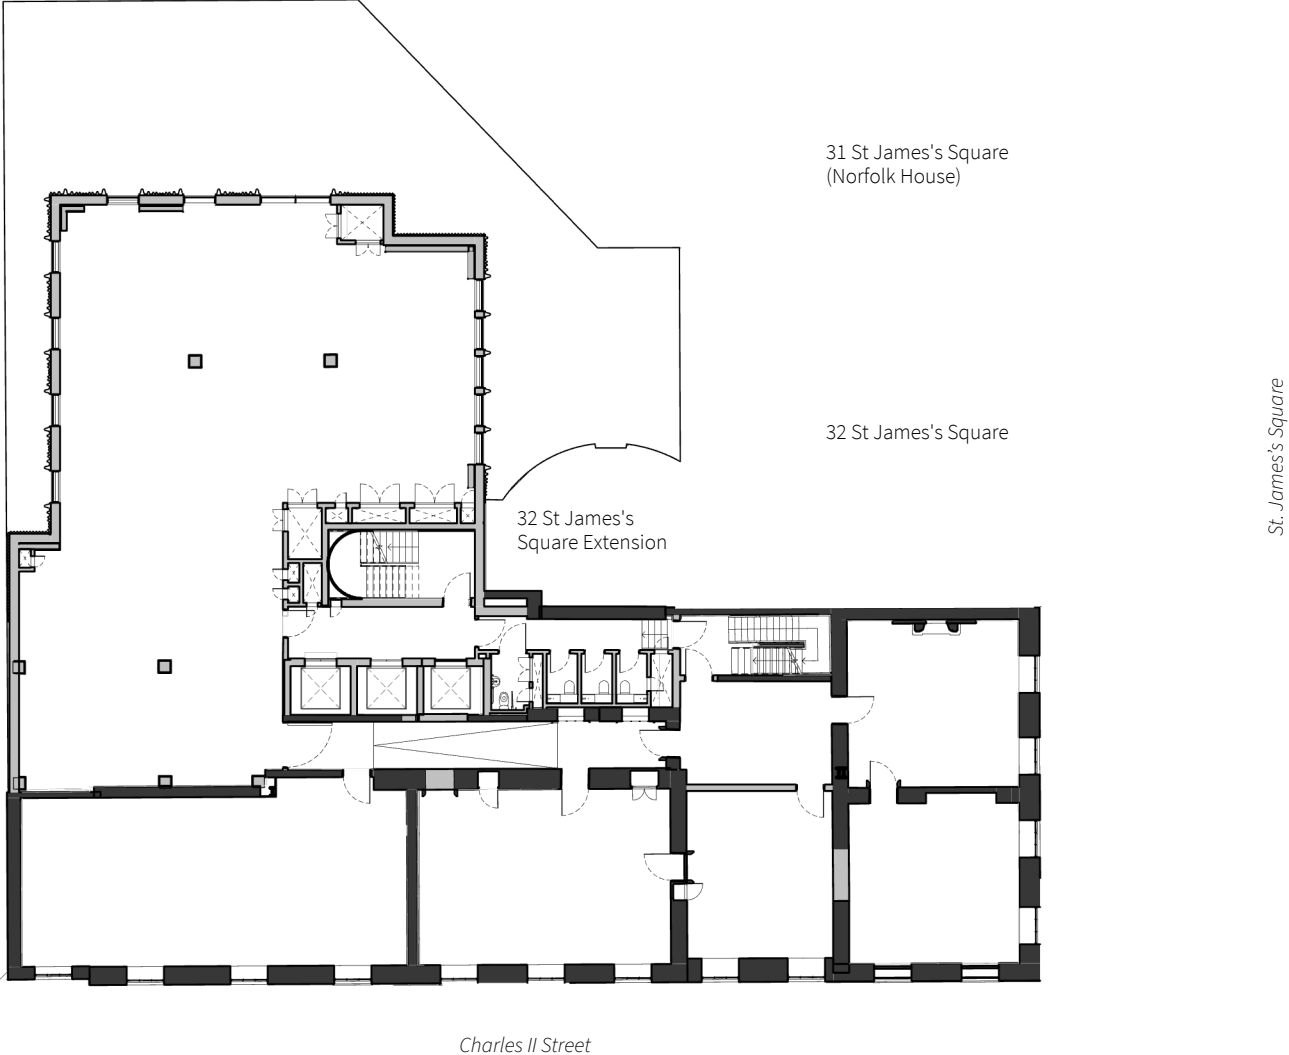 31 St James's Square
(Norfolk House)
32 St James's Square
St. James's Square
32 St James's
Square Extension
Charles II Street